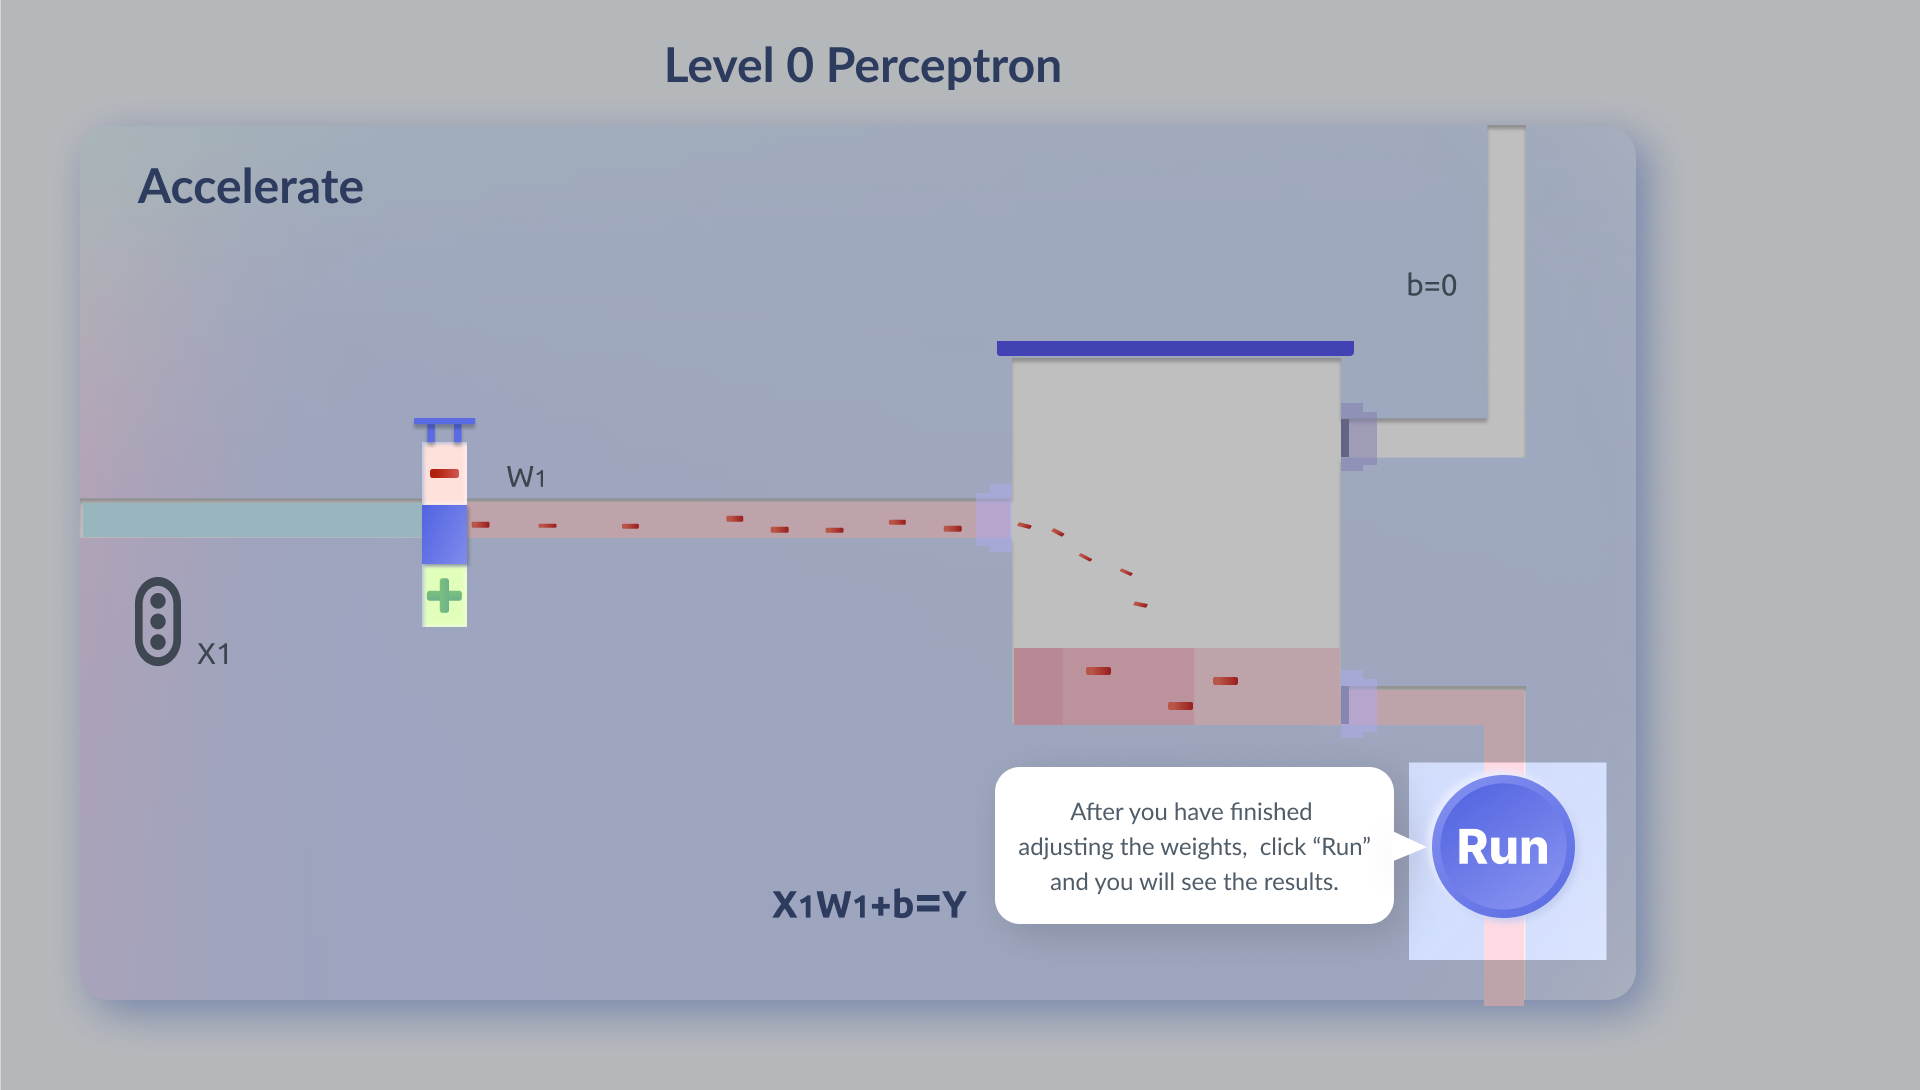 Level 0 Perceptron
Accelerate
b=0
W1
X1
After you have finished
adjusting the weights,  click “Run”
and you will see the results.
Run
X1W1+b=Y